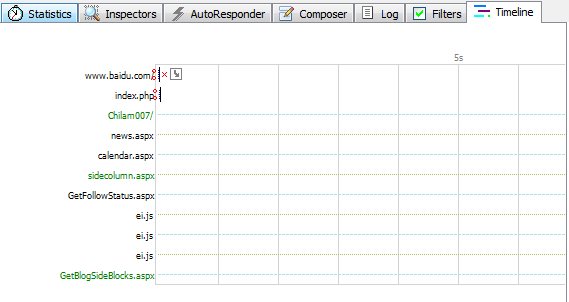 Statistics Inspectors AutoResponder Composer Log Filters Timeline
5s
www.baidu.com/
index.php
Chilam007/
news.aspx
calendar.aspx
sidecolumn.aspx
GetFollowStatus.aspx
ei.js
ei.js
ei.js
GetBlogSideBlocks.aspx